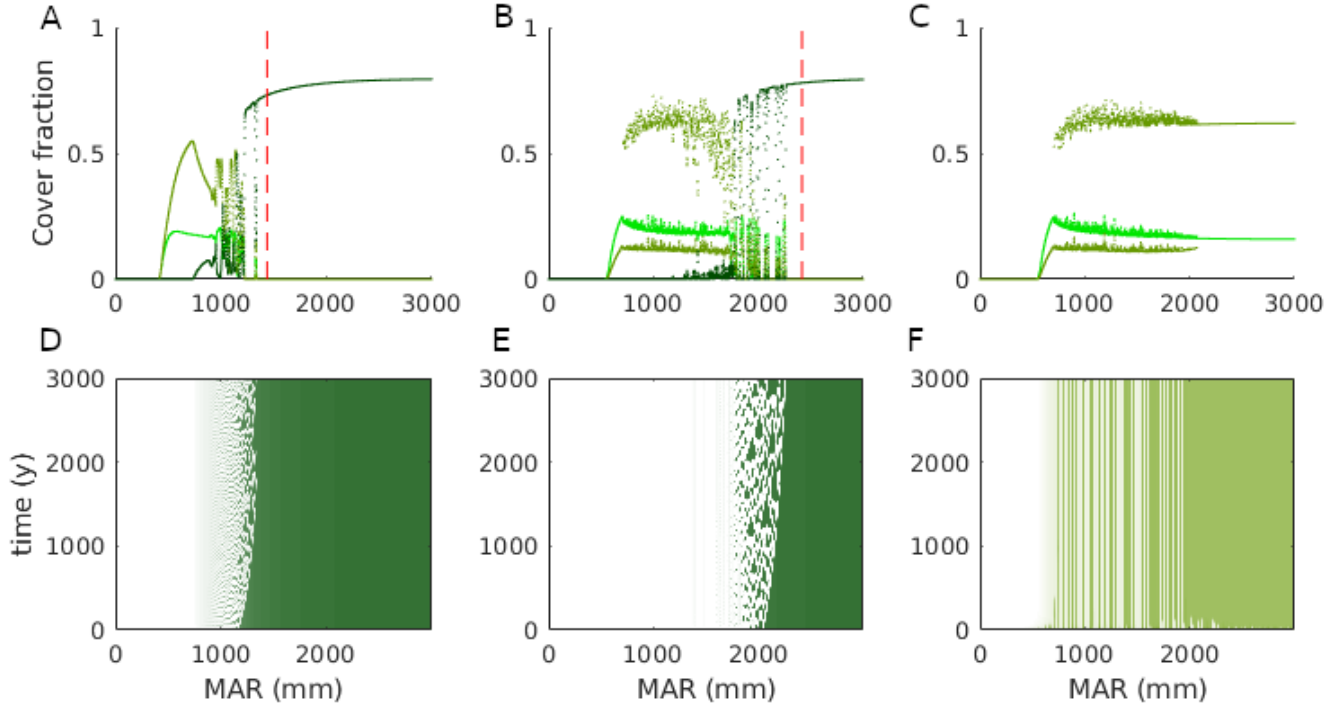 A B C
1 1 1
Cover fraction
0.5 0.5 0.5
0 0 0
0 1000 2000 3000 0 1000 2000 3000 0 1000 2000 3000
D E F
3000 3000 3000
2000 2000 2000
time (y)
1000 1000 1000
0 0 0
0 1000 2000 0 1000 2000 0 1000 2000
MAR (mm) MAR (mm) MAR (mm)